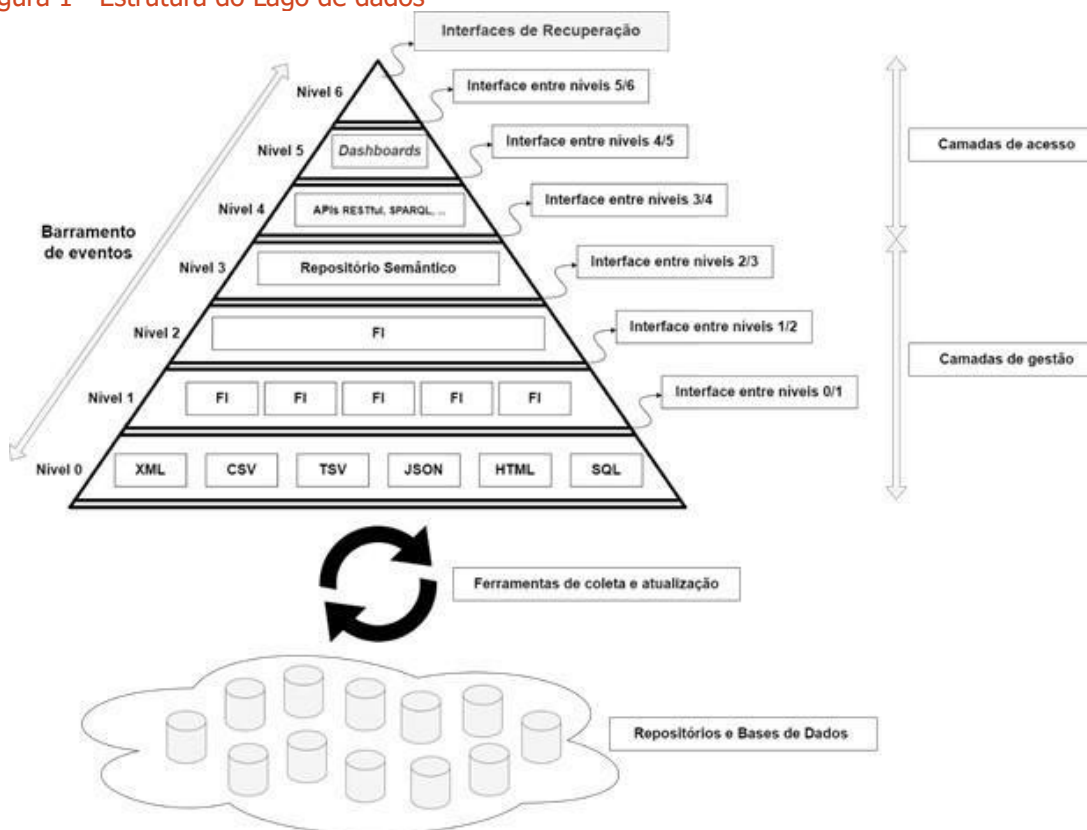 gura 1 - Estrutura do Lago de dados
Interfaces de Recuperação
Nível 6
Interface entre níveis 5/6
Nível 5
Dashboards
Interface entre níveis 4/5
Camadas de acesso
Nível 4
APIs RESTful, SPARQL, ...
Interface entre níveis 3/4
Barramento
de eventos
Nível 3
Repositório Semântico
Interface entre níveis 2/3
Nível 2
FI
Interface entre níveis 1/2
Camadas de gestão
Nível 1
FI FI FI FI FI
Interface entre níveis 0/1
Nível 0
XML CSV TSV JSON HTML SQL
Ferramentas de coleta e atualização
Repositórios e Bases de Dados